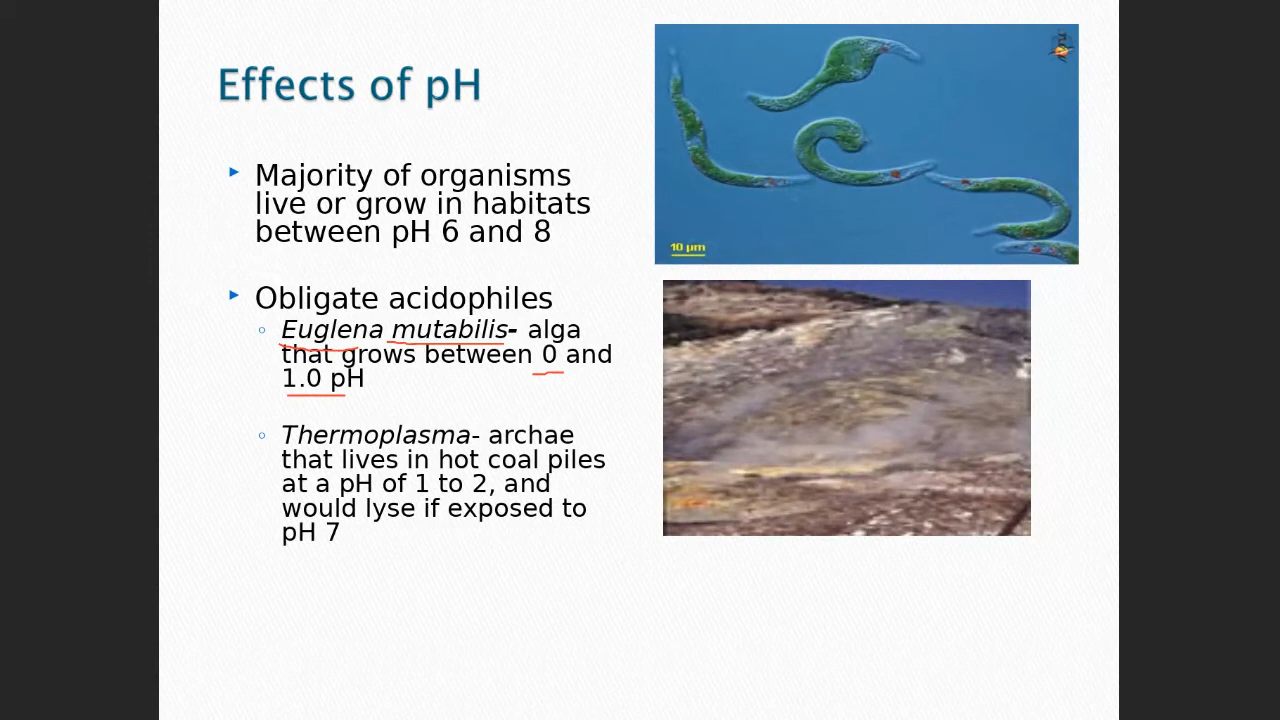 Effects of pH
Majority of organisms
live or grow in habitats
between pH 6 and 8
Obligate acidophiles
Euglena mutabilis- alga
that grows between 0 and
1.0 pH
Thermoplasma- archae
that lives in hot coal piles
at a pH of 1 to 2, and
would lyse if exposed to
pH 7
10 µm